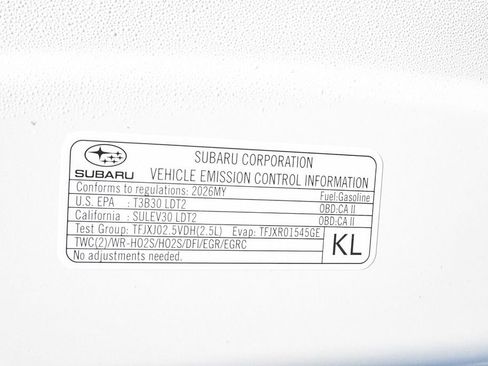 SUBARU
SUBARU CORPORATION
VEHICLE EMISSION CONTROL INFORMATION
Conforms to regulations: 2026MY Fuel:Gasoline
U.S. EPA : T3B30 LDT2 OBD:CA II
California : SULEV30 LDT2 OBD:CA II
Test Group: TFJXJ02.5VDH(2.5L) Evap: TFJXR01545GE
TWC(2)/WR-HO2S/HO2S/DFI/EGR/EGRC
No adjustments needed.
KL